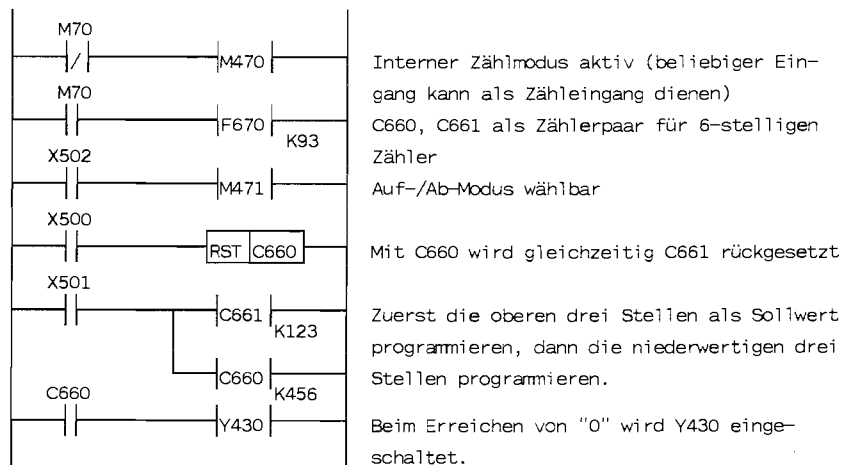 M70
M470 Interner Zählmodus aktiv (beliebiger Ein-
M70 gang kann als Zähleingang dienen)
F670 K93 C660, C661 als Zählerpaar für 6-stelligen
X502 Zähler
M471 Auf-/Ab-Modus wählbar
X500
RST C660 Mit C660 wird gleichzeitig C661 rückgesetzt
X501
C661 K123 Zuerst die oberen drei Stellen als Sollwert
programmieren, dann die niederwertigen drei
C660 K456 Stellen programmieren.
C660
Y430 Beim Erreichen von "0" wird Y430 einge-
schaltet.